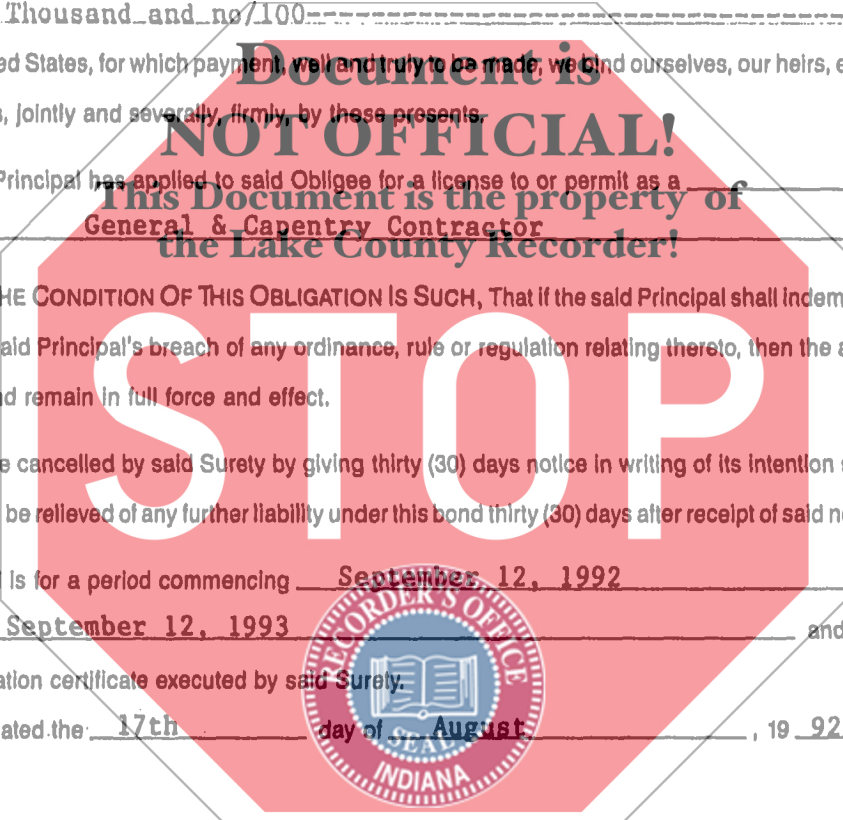 Thousand and no/100
Document is
ed States, for which payment, well and truly to be made, we bind ourselves, our heirs, e
s, jointly and severally, firmly, by these presents.
NOT OFFICIAL!
Principal has applied to said Obligee for a license to or permit as a
This Document is the property of
General & Capentry Contractor
the Lake County Recorder!
HE CONDITION OF THIS OBLIGATION IS SUCH, That if the said Principal shall indem
STOP
aid Principal's breach of any ordinance, rule or regulation relating thereto, then the a
nd remain in full force and effect.
e cancelled by said Surety by giving thirty (30) days notice in writing of its intention s
be relieved of any further liability under this bond thirty (30) days after receipt of said no
is for a period commencing September 12, 1992
September 12, 1993 and
RECORDER'S OFFICE
ation certificate executed by said Surety.
ated the 17th day of August, 19 92
SEAL
INDIANA